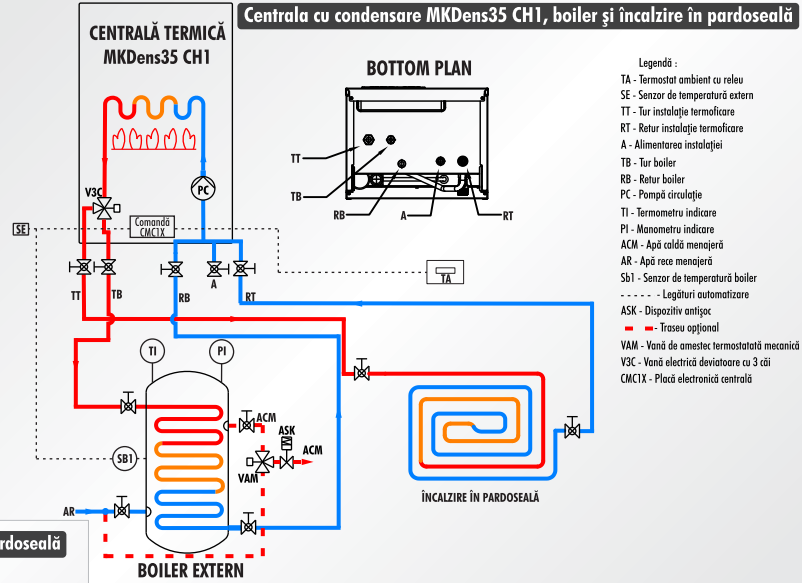 Centrala cu condensare MKDens35 CH1, boiler şi încalzire în pardoseală
CENTRALĂ TERMICĂ
MKDens35 CH1
BOTTOM PLAN
TT
TB
RB
A
RT
Legendă :
TA - Termostat ambient cu releu
SE - Senzor de temperatură extern
TT - Tur instalaţie termoficare
RT - Retur instalaţie termoficare
A - Alimentarea instalaţiei
TB - Tur boiler
RB - Retur boiler
PC - Pompă circulaţie
TI - Termometru indicare
PI - Manometru indicare
ACM - Apă caldă menajeră
AR - Apă rece menajeră
Sb1 - Senzor de temperatură boiler
- - - - - - Legături automatizare
ASK - Dispozitiv antişoc
- Traseu opţional
VAM - Vană de amestec termostatată mecanică
V3C - Vană electrică deviatoare cu 3 căi
CMC1X - Placă electronică centrală
PC
V3C
SE
Comandă
CMC1X
TA
TT
TB
RB
A
RT
TI
PI
ACM
ASK
ACM
SB1
VAM
AR
ÎNCALZIRE ÎN PARDOSEALĂ
rdoseală
BOILER EXTERN